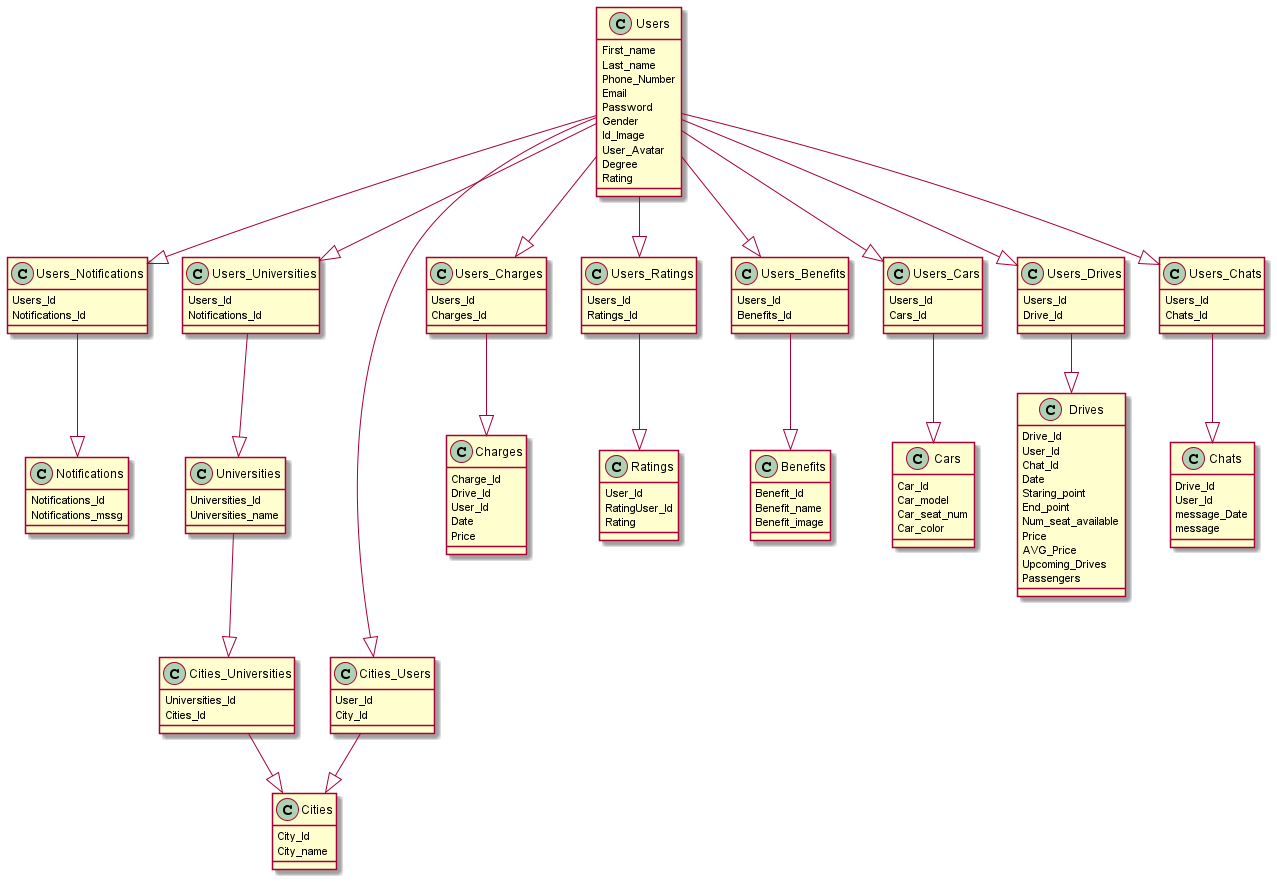 C Users
First_name
Last_name
Phone_Number
Email
Password
Gender
Id_Image
User_Avatar
Degree
Rating
C Users_Notifications
Users_Id
Notifications_Id
C Users_Universities
Users_Id
Notifications_Id
C Users_Charges
Users_Id
Charges_Id
C Users_Ratings
Users_Id
Ratings_Id
C Users_Benefits
Users_Id
Benefits_Id
C Users_Cars
Users_Id
Cars_Id
C Users_Drives
Users_Id
Drive_Id
C Users_Chats
Users_Id
Chats_Id
C Notifications
Notifications_Id
Notifications_mssg
C Universities
Universities_Id
Universities_name
C Charges
Charge_Id
Drive_Id
User_Id
Date
Price
C Ratings
User_Id
RatingUser_Id
Rating
C Benefits
Benefit_Id
Benefit_name
Benefit_image
C Cars
Car_Id
Car_model
Car_seat_num
Car_color
C Drives
Drive_Id
User_Id
Chat_Id
Date
Staring_point
End_point
Num_seat_available
Price
AVG_Price
Upcoming_Drives
Passengers
C Chats
Drive_Id
User_Id
message_Date
message
C Cities_Universities
Universities_Id
Cities_Id
C Cities_Users
User_Id
City_Id
C Cities
City_Id
City_name